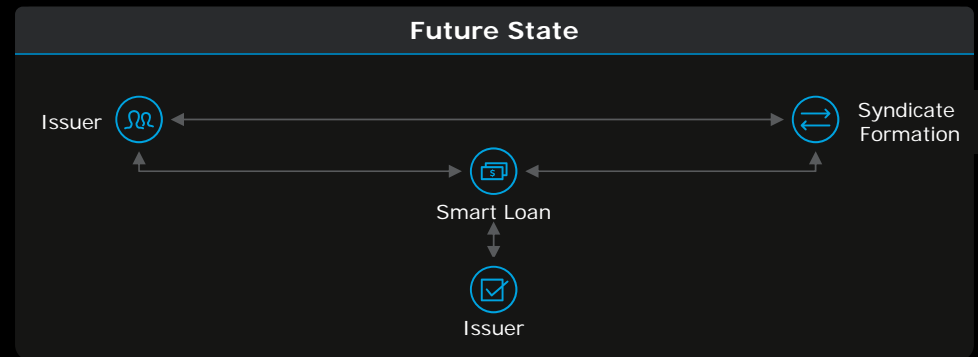 Future State
Issuer
Syndicate
Formation
$
Smart Loan
Issuer